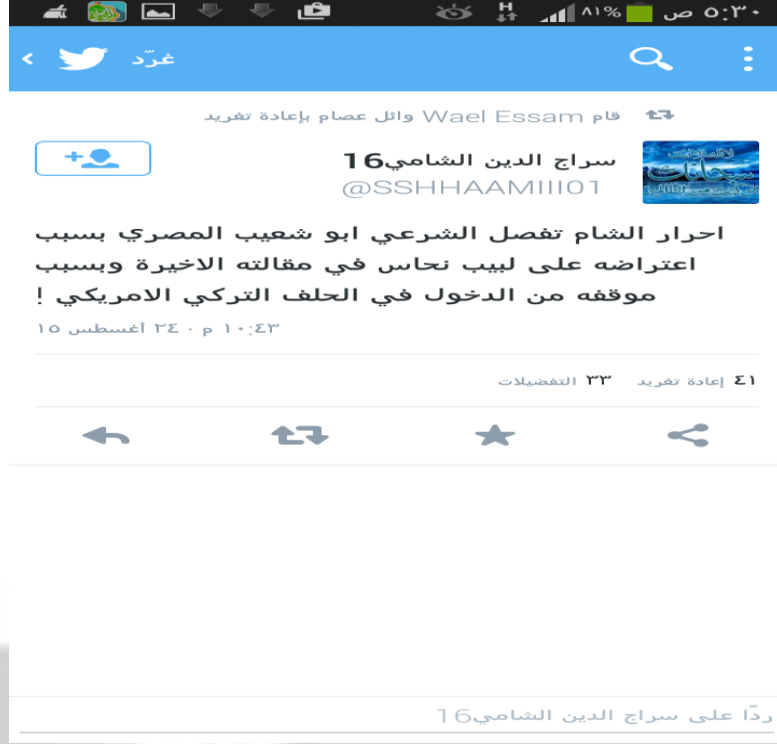 ٥:٣٠ ص ٨١% H
غرّد
قام Wael Essam وائل عصام بإعادة تغريد
سراج الدين الشامي16
@SSHHAAMIII01
احرار الشام تفصل الشرعي ابو شعيب المصري بسبب
اعتراضه على لبيب نحاس في مقالته الاخيرة وبسبب
موقفه من الدخول في الحلف التركي الامريكي !
١٠:٤٣ م · ٢٤ أغسطس ١٥
٤١ إعادة تغريد ٣٣ التفضيلات
ردًا على سراج الدين الشامي16